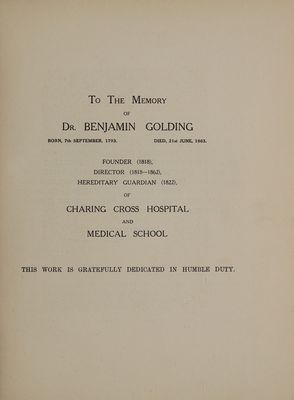 To The Memory
OF
Dr. BENJAMIN GOLDING
BORN, 7th SEPTEMBER, 1793. DIED, 21st JUNE, 1863.
FOUNDER (1818),
DIRECTOR (1818—1862),
HEREDITARY GUARDIAN (1822),
OF
CHARING CROSS HOSPITAL
AND
MEDICAL SCHOOL
THIS WORK IS GRATEFULLY DEDICATED IN HUMBLE DUTY.